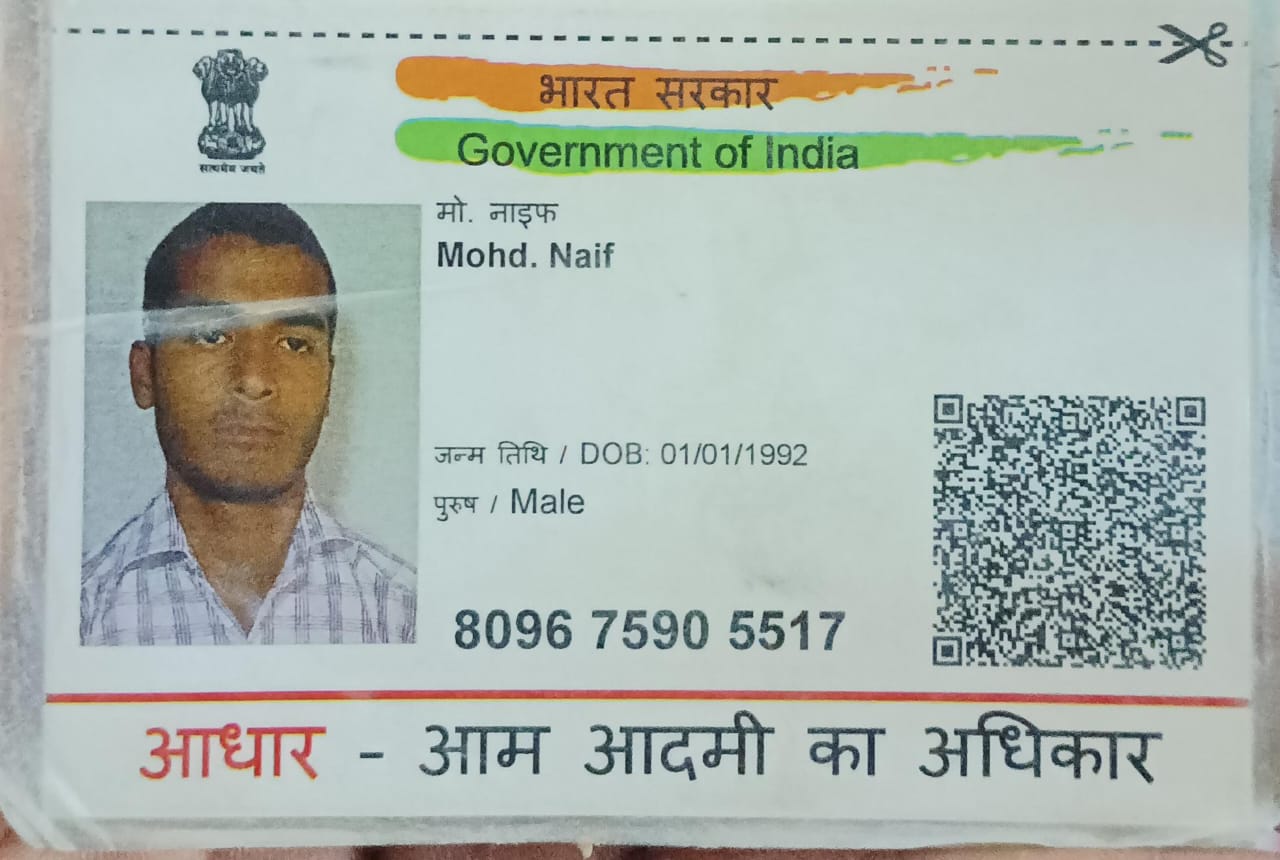 सत्यमेव जयते
भारत सरकार
Government of India
मो. नाइफ
Mohd. Naif
जन्म तिथि / DOB: 01/01/1992
पुरुष / Male
8096 7590 5517
आधार - आम आदमी का अधिकार